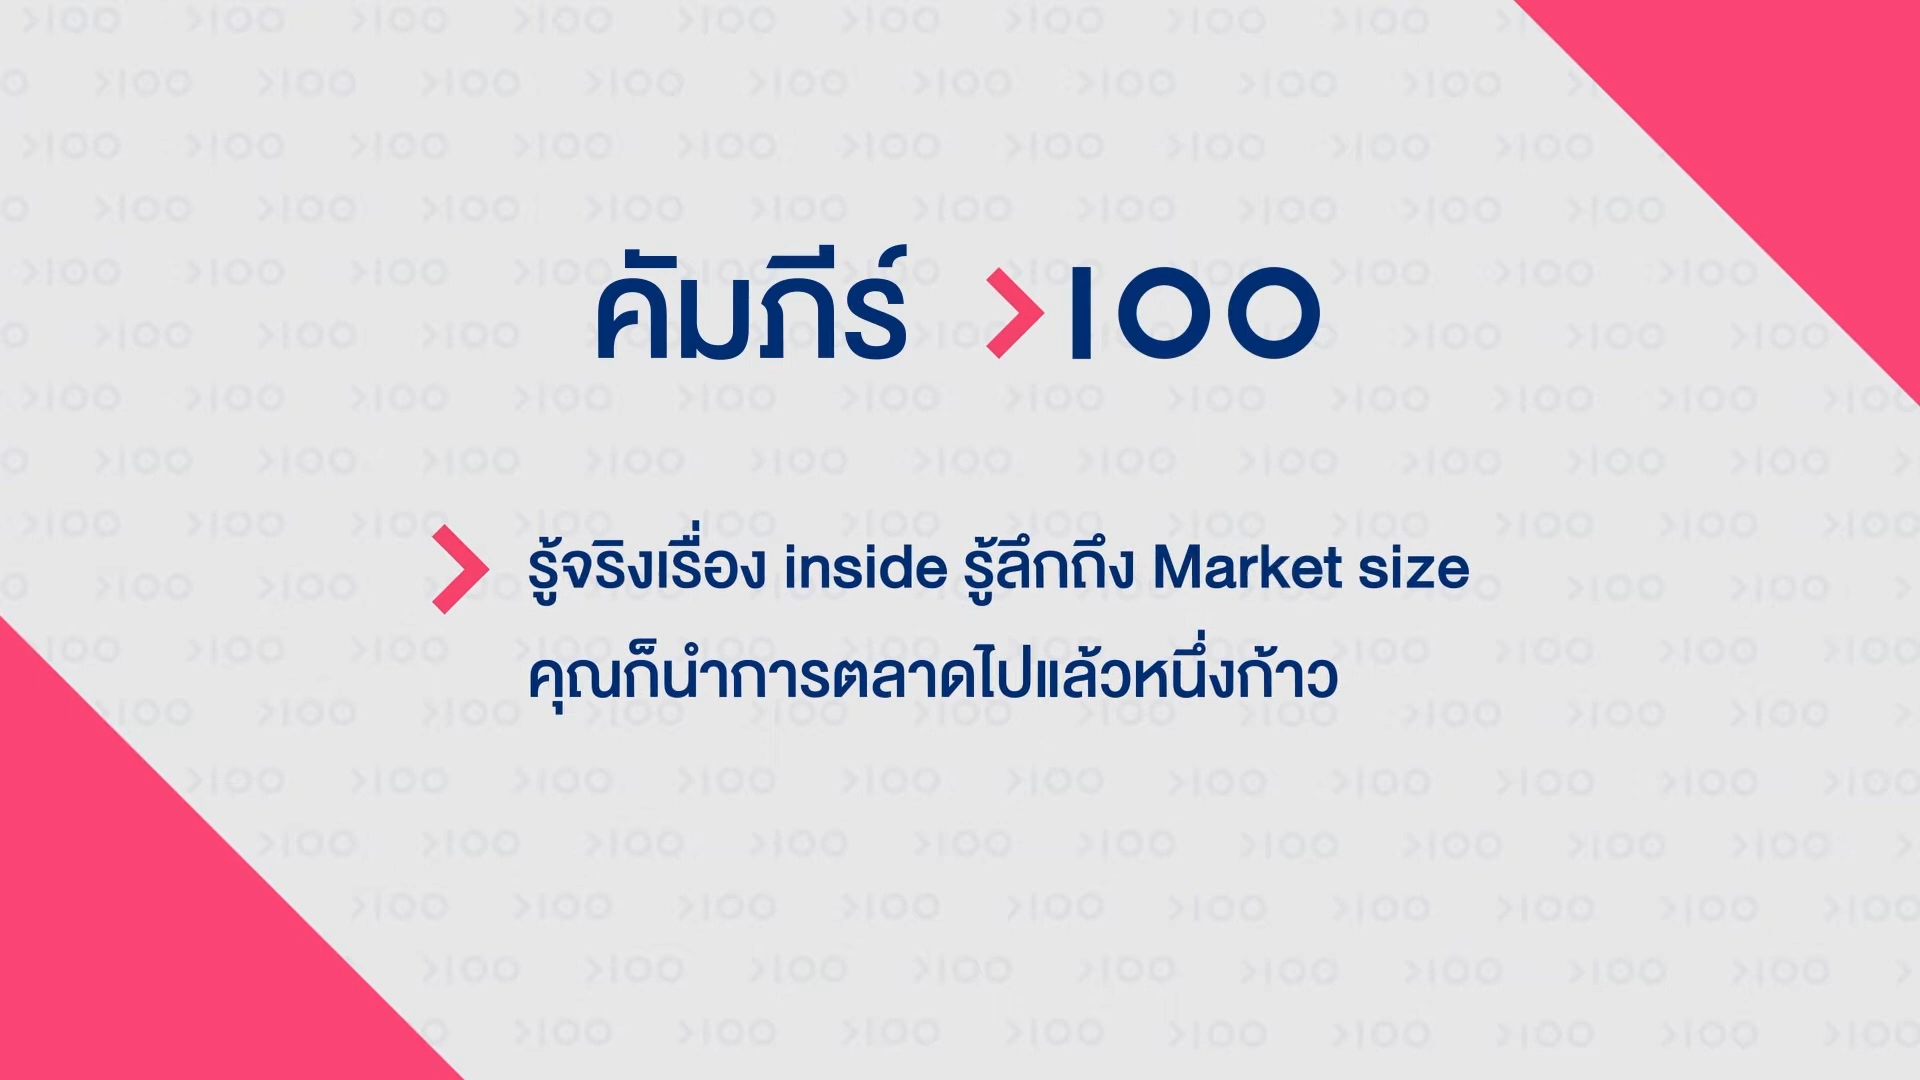 คัมภีร์ >100
รู้จริงเรื่อง inside รู้ลึกถึง Market size
คุณก็นำการตลาดไปแล้วหนึ่งก้าว